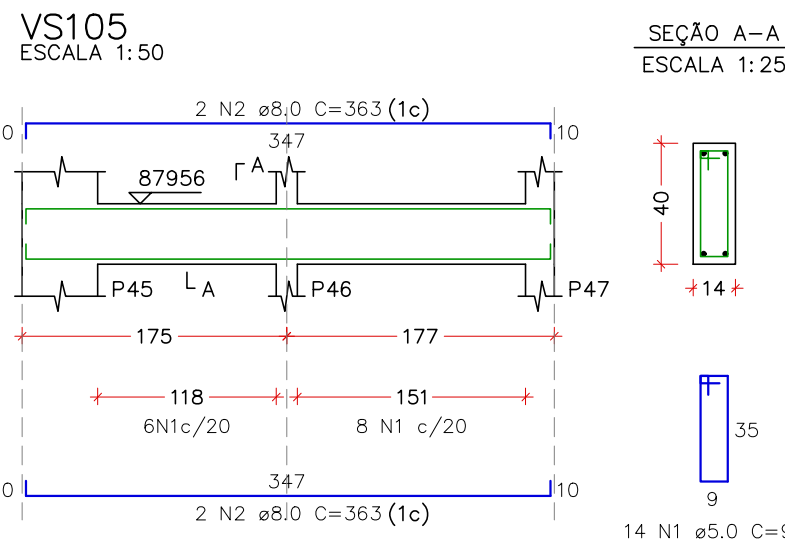 VS105
ESCALA 1:50
SEÇÃO A-A
ESCALA 1:25
2 N2 ø8.0 C=363 (1c)
0
347
10
A
87956
40
P45
A
P46
P47
14
175
177
118
151
6N1c/20
8 N1 c/20
35
0
347
10
9
2 N2 ø8.0 C=363 (1c)
14 N1 ø5.0 C=9